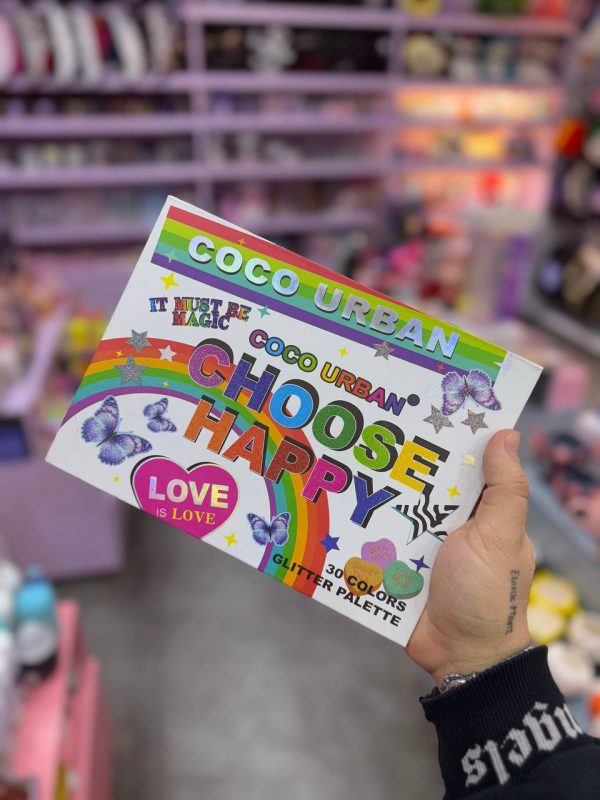 COCO URBAN
IT MUST BE
MAGIC
COCO URBAN®
CHOOSE
HAPPY
LOVE
IS LOVE
30 COLORS
GLITTER PALETTE